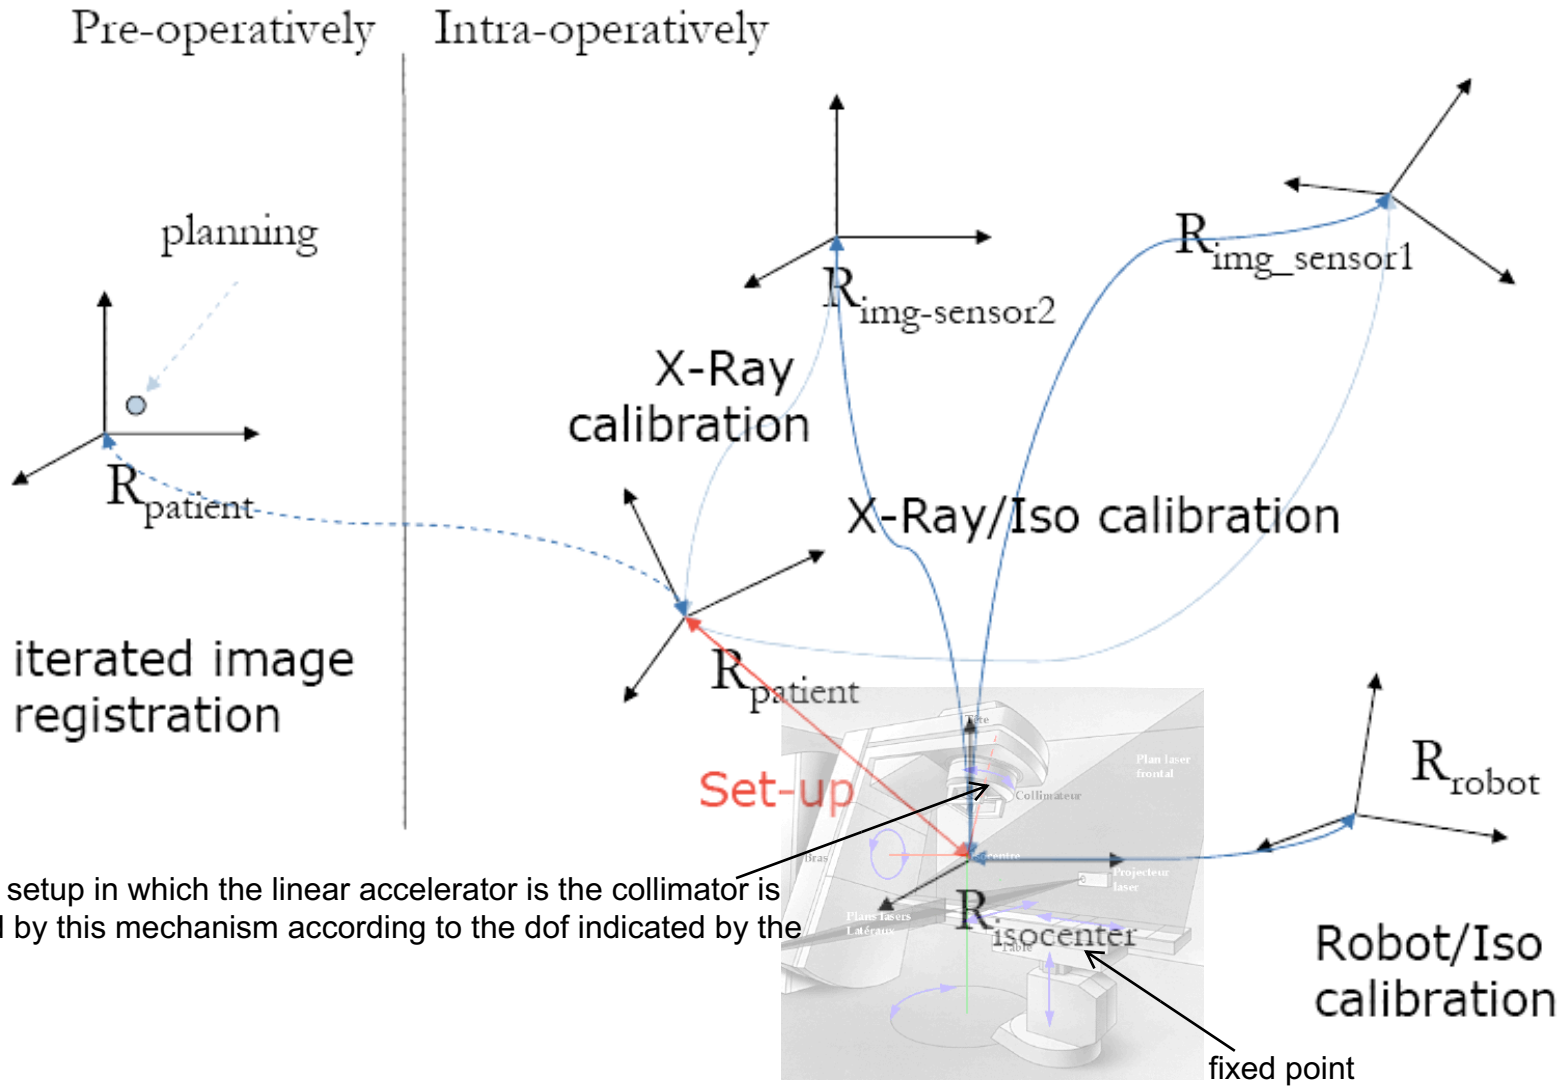 Pre-operatively
Intra-operatively
planning
R_patient
iterated image
registration
R_img-sensor2
R_img_sensor1
X-Ray
calibration
X-Ray/Iso calibration
R_patient
Set-up
R_robot
Robot/Iso
calibration
Tête
Plan laser
frontal
Collimateur
Bras
Projecteur
laser
Plans lasers
Latéraux
R_isocenter
Table
setup in which the linear accelerator is the collimator is
by this mechanism according to the dof indicated by the
fixed point